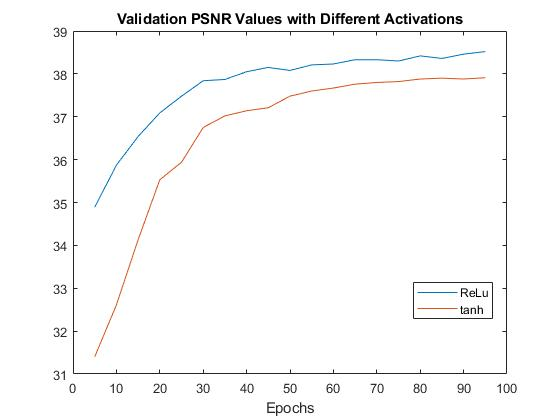 Validation PSNR Values with Different Activations
39
38
37
36
35
34
33
32
31
ReLu
tanh
0 10 20 30 40 50 60 70 80 90 100
Epochs